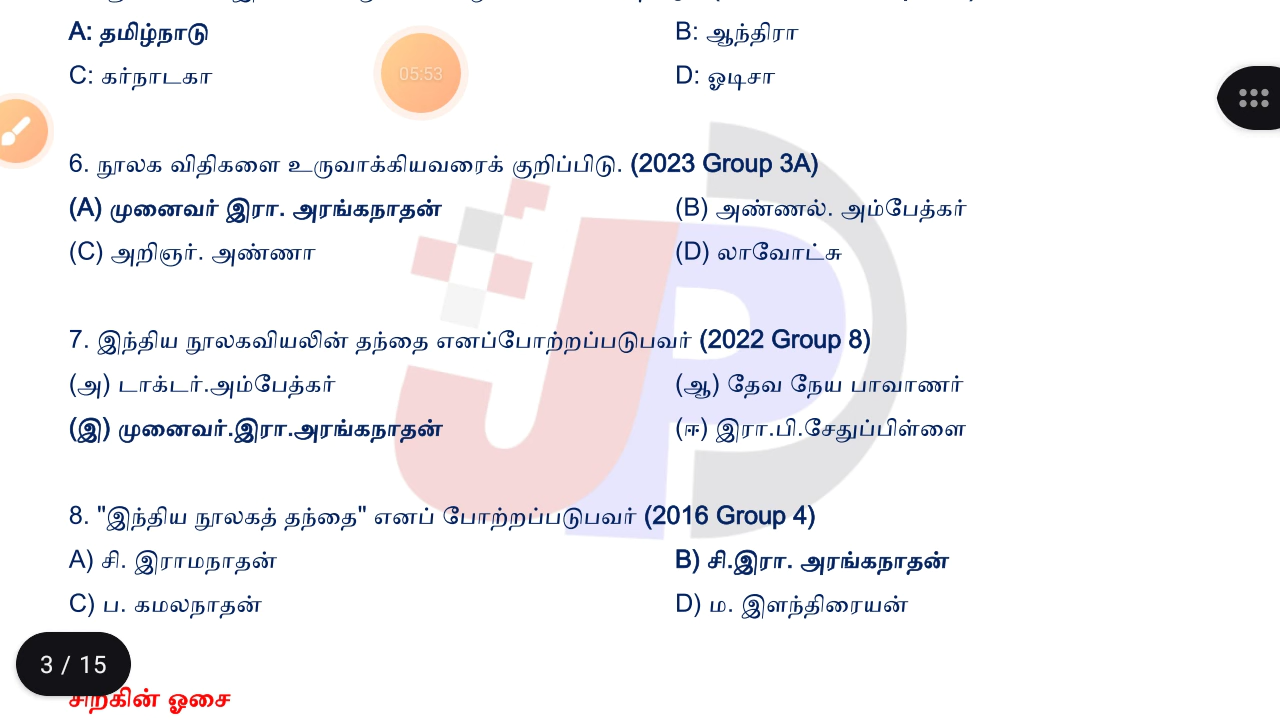 A: தமிழ்நாடு B: ஆந்திரா
C: கர்நாடகா D: ஓடிசா
05:53
6. நூலக விதிகளை உருவாக்கியவரைக் குறிப்பிடு. (2023 Group 3A)
(A) முனைவர் இரா. அரங்கநாதன் (B) அண்ணல். அம்பேத்கர்
(C) அறிஞர். அண்ணா (D) லாவோட்சு
7. இந்திய நூலகவியலின் தந்தை எனப்போற்றப்படுபவர் (2022 Group 8)
(அ) டாக்டர்.அம்பேத்கர் (ஆ) தேவ நேய பாவாணர்
(இ) முனைவர்.இரா.அரங்கநாதன் (ஈ) இரா.பி.சேதுப்பிள்ளை
8. "இந்திய நூலகத் தந்தை" எனப் போற்றப்படுபவர் (2016 Group 4)
A) சி. இராமநாதன் B) சி.இரா. அரங்கநாதன்
C) ப. கமலநாதன் D) ம. இளந்திரையன்
3 / 15
சிறகின் ஓசை